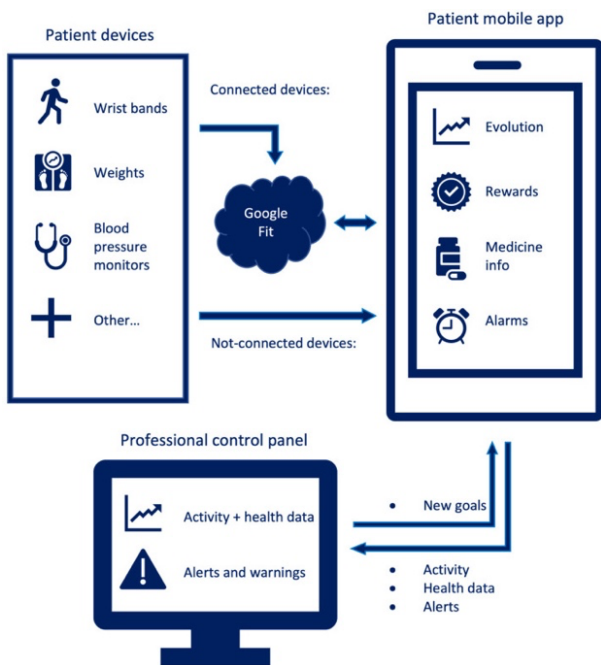 Patient devices
Wrist bands
Weights
Blood
pressure
monitors
Other...
Connected devices:
Google
Fit
Not-connected devices:
Patient mobile app
Evolution
Rewards
Medicine
info
Alarms
Professional control panel
Activity + health data
Alerts and warnings
• New goals
• Activity
• Health data
• Alerts